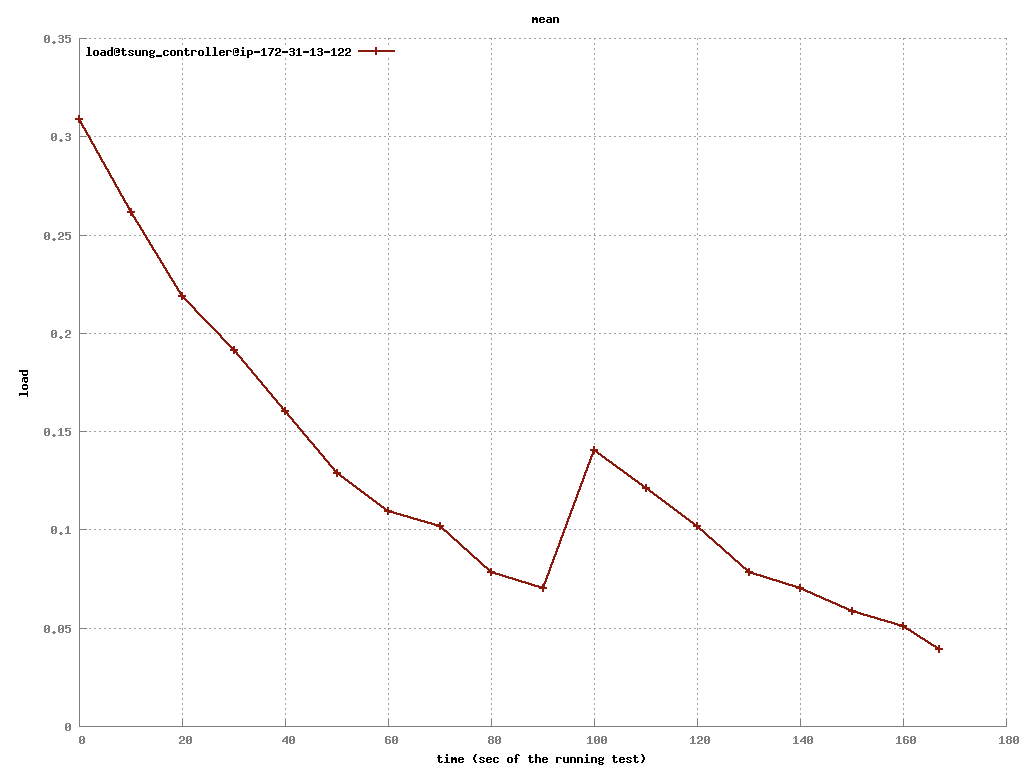 mean
0.35
load@tsung_controller@ip-172-31-13-122
0.3
0.25
0.2
load
0.15
0.1
0.05
0
0 20 40 60 80 100 120 140 160 180
time (sec of the running test)